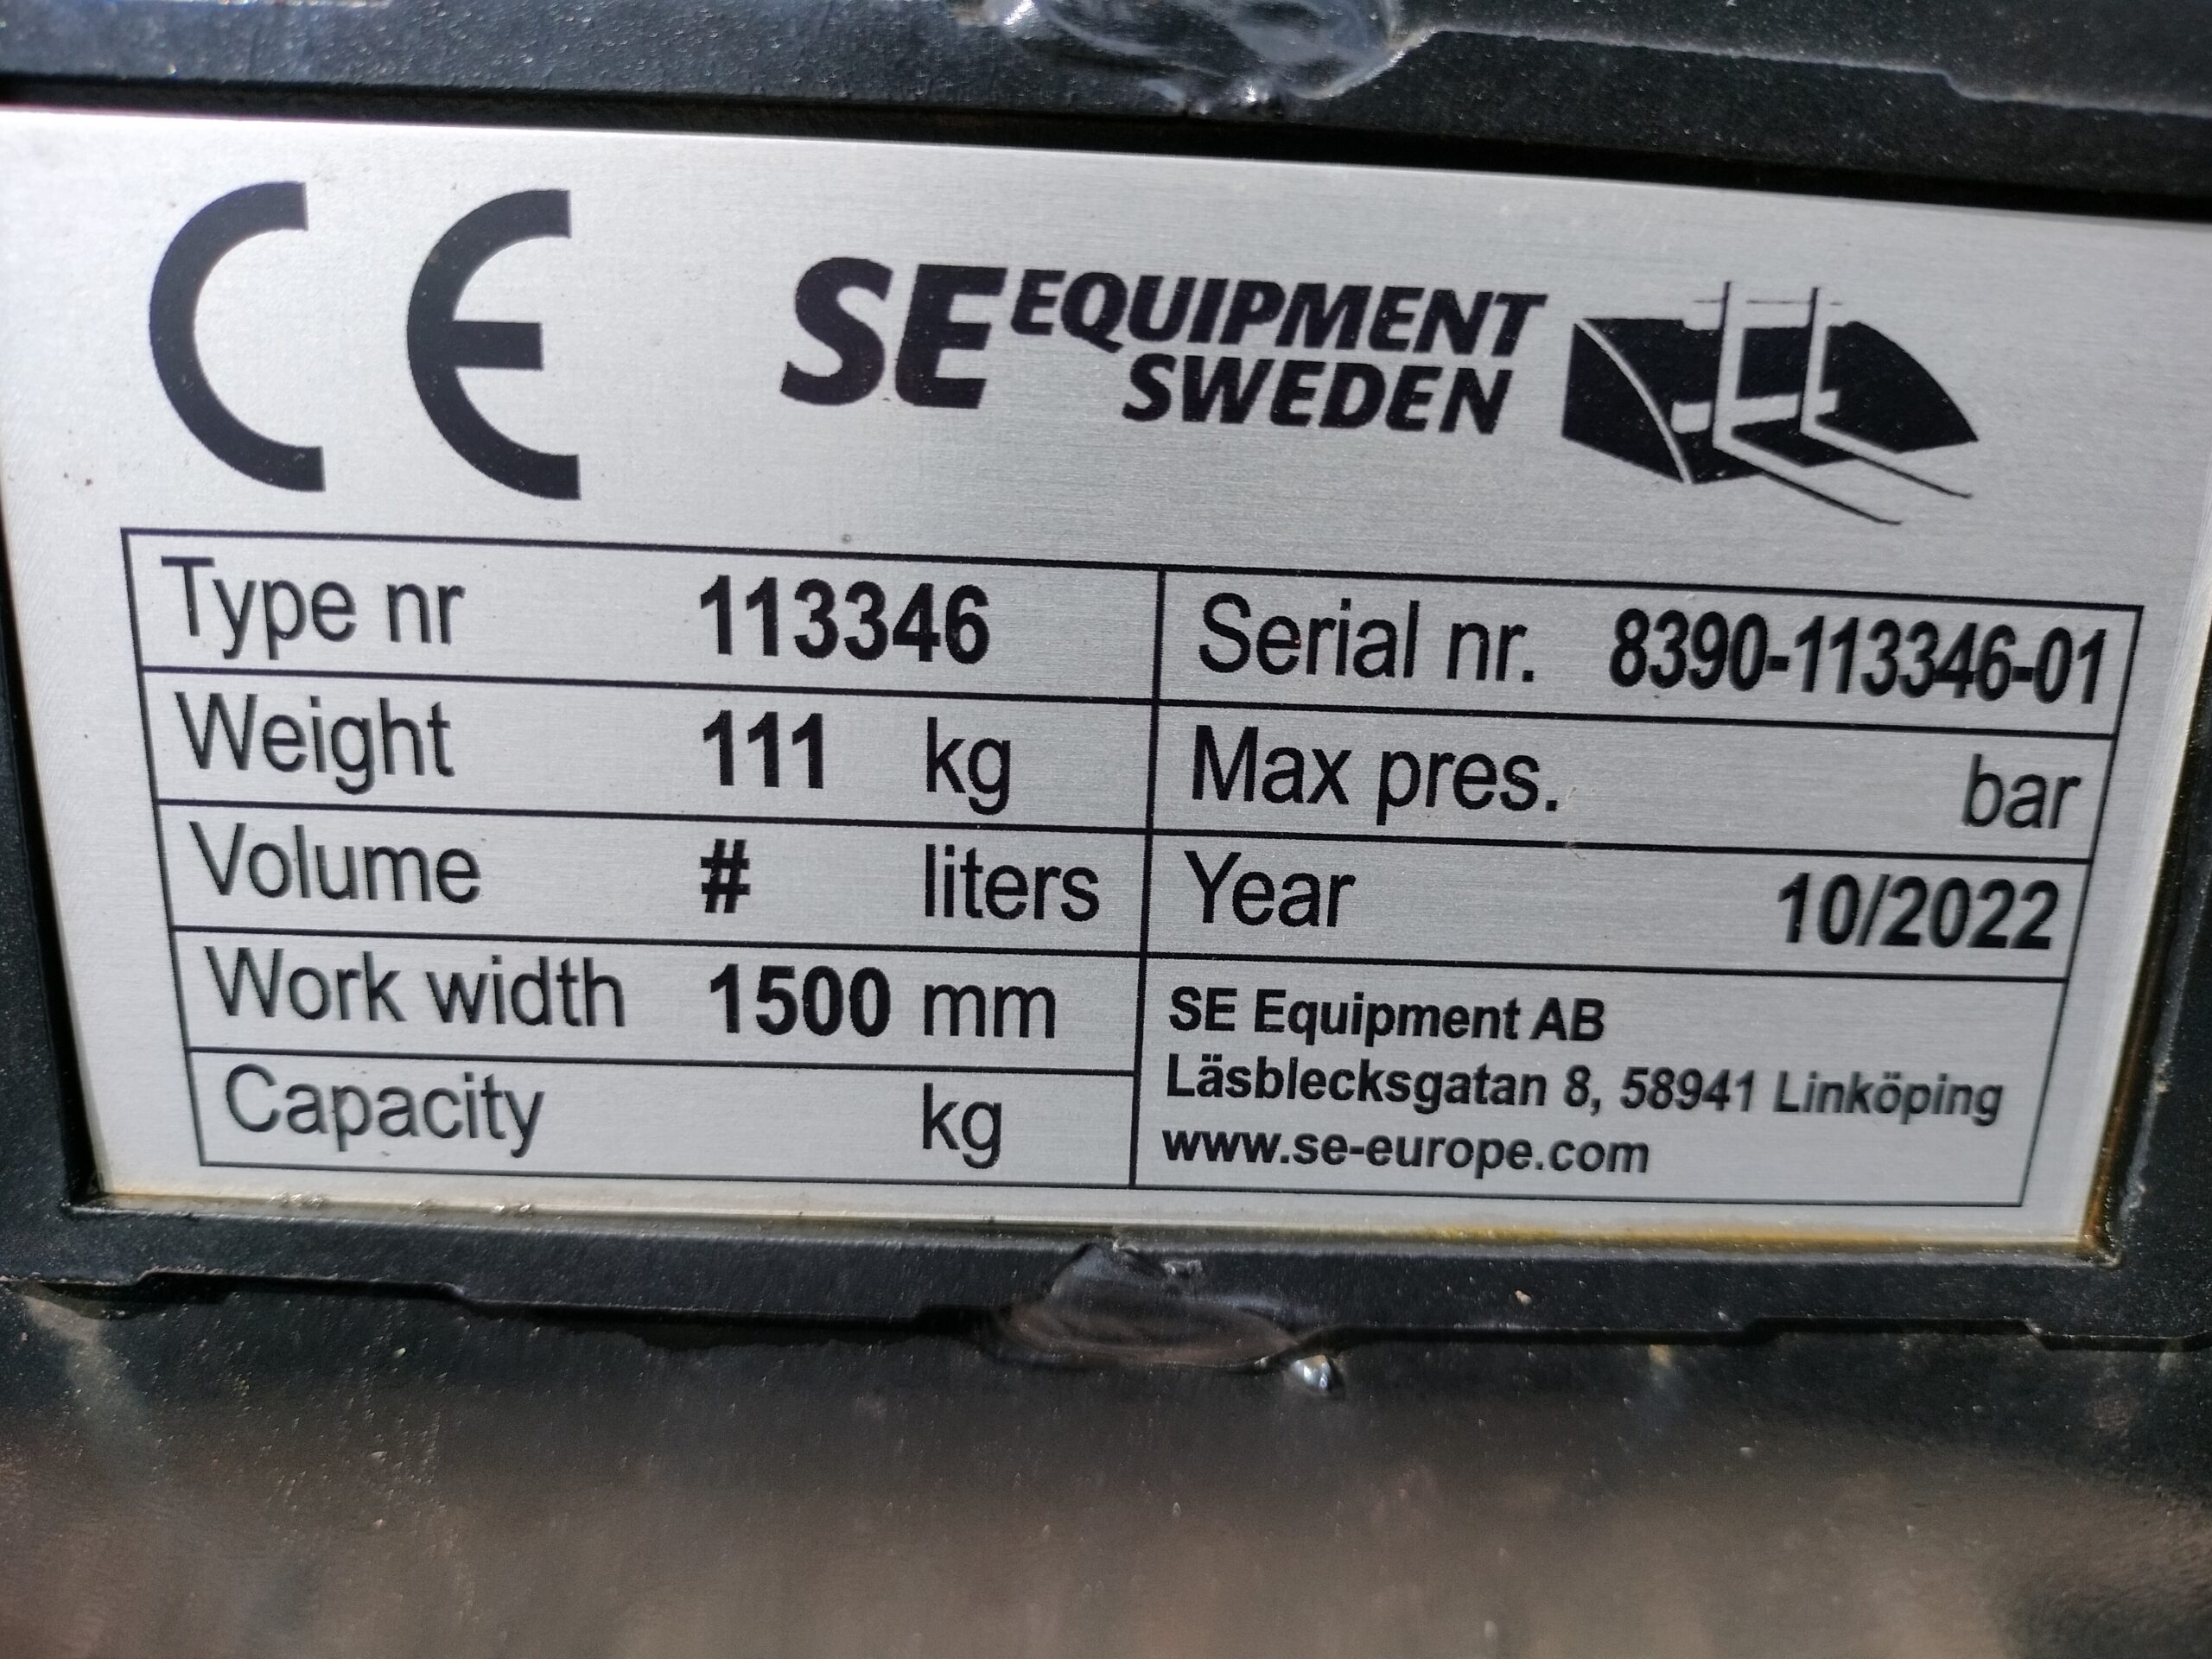 CE
SE EQUIPMENT
SWEDEN
Type nr 113346
Weight 111 kg
Volume # liters
Work width 1500 mm
Capacity kg
Serial nr. 8390-113346-01
Max pres. bar
Year 10/2022
SE Equipment AB
Läsblecksgatan 8, 58941 Linköping
www.se-europe.com